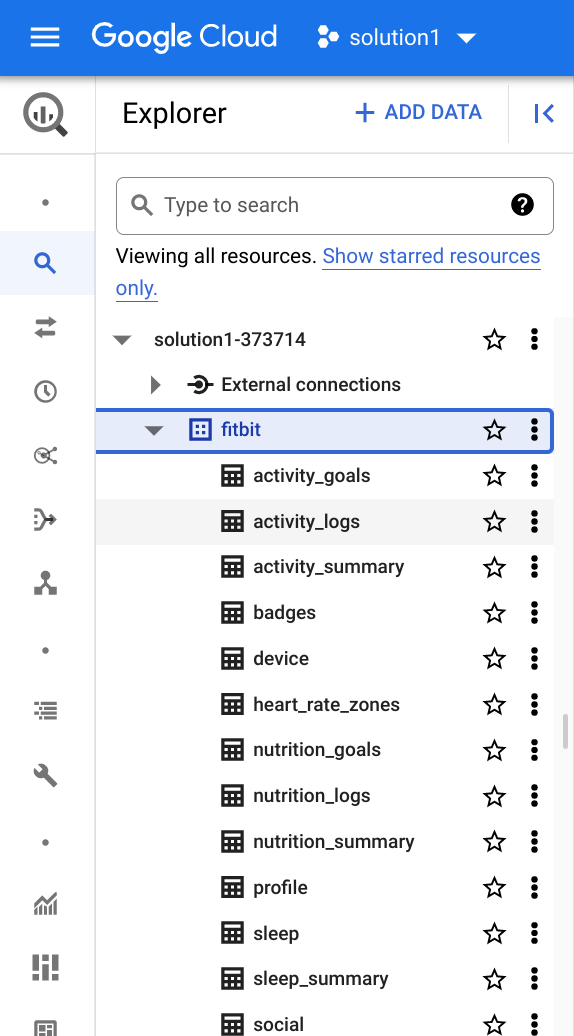 Google Cloud
solution1
Explorer
+ ADD DATA
Type to search
Viewing all resources. Show starred resources
only.
solution1-373714
External connections
fitbit
activity_goals
activity_logs
activity_summary
badges
device
heart_rate_zones
nutrition_goals
nutrition_logs
nutrition_summary
profile
sleep
sleep_summary
social